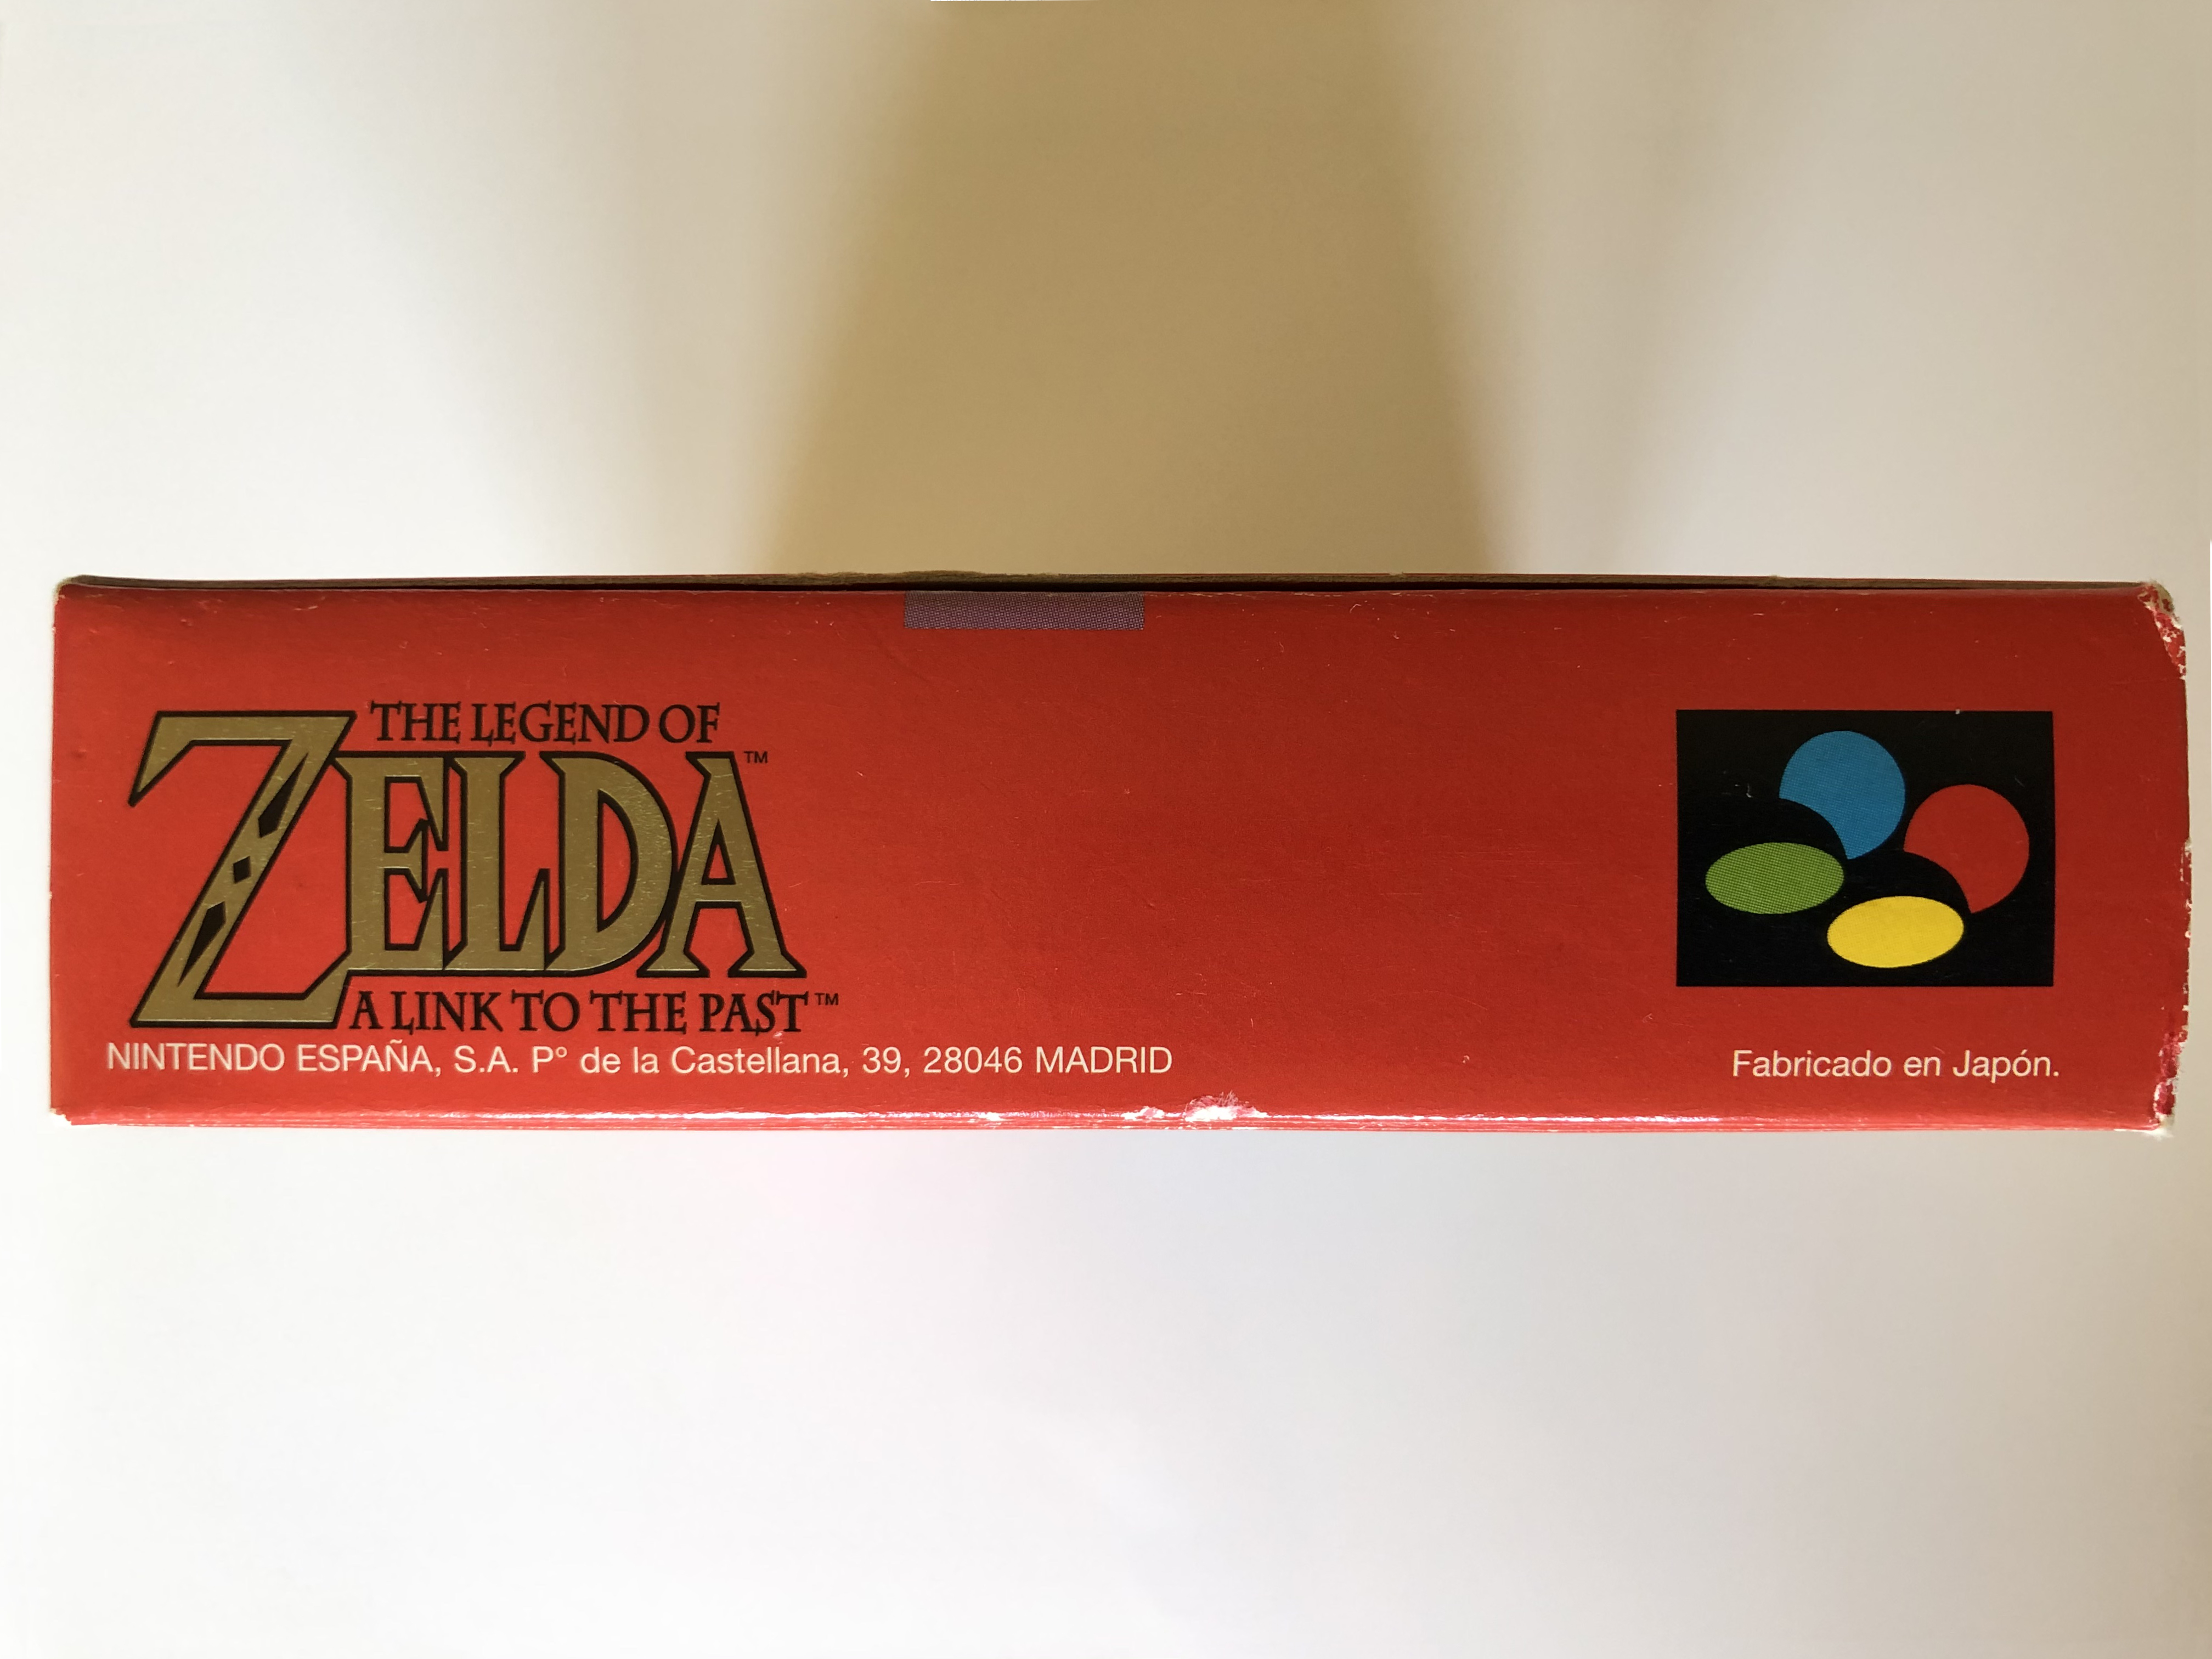 THE LEGEND OF
ZELDA™
A LINK TO THE PAST™
NINTENDO ESPAÑA, S.A. P° de la Castellana, 39, 28046 MADRID
Fabricado en Japón.